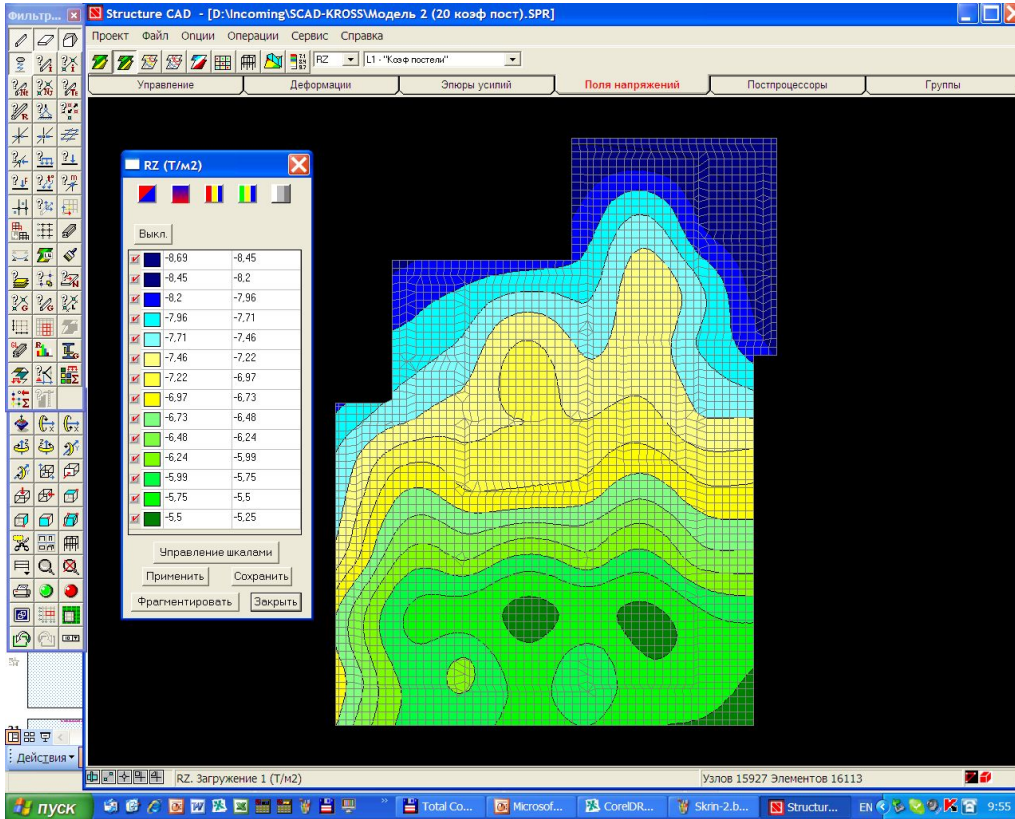 Фильтр...
Structure CAD - [D:\Incoming\SCAD-KROSS\Модель 2 (20 коэф пост).SPR]
Проект Файл Опции Операции Сервис Справка
RZ L1 - "Коэф постели"
Управление Деформации Эпюры усилий Поля напряжений Постпроцессоры Группы
RZ (Т/м2)
Выкл.
-8,69 -8,45
-8,45 -8,2
-8,2 -7,96
-7,96 -7,71
-7,71 -7,46
-7,46 -7,22
-7,22 -6,97
-6,97 -6,73
-6,73 -6,48
-6,48 -6,24
-6,24 -5,99
-5,99 -5,75
-5,75 -5,5
-5,5 -5,25
Управление шкалами
Применить Сохранить
Фрагментировать Закрыть
Действия
RZ. Загружение 1 (Т/м2) Узлов 15927 Элементов 16113
пуск Total Co... Microsof... CorelDR... Skrin-2.b... Structur... EN 9:55